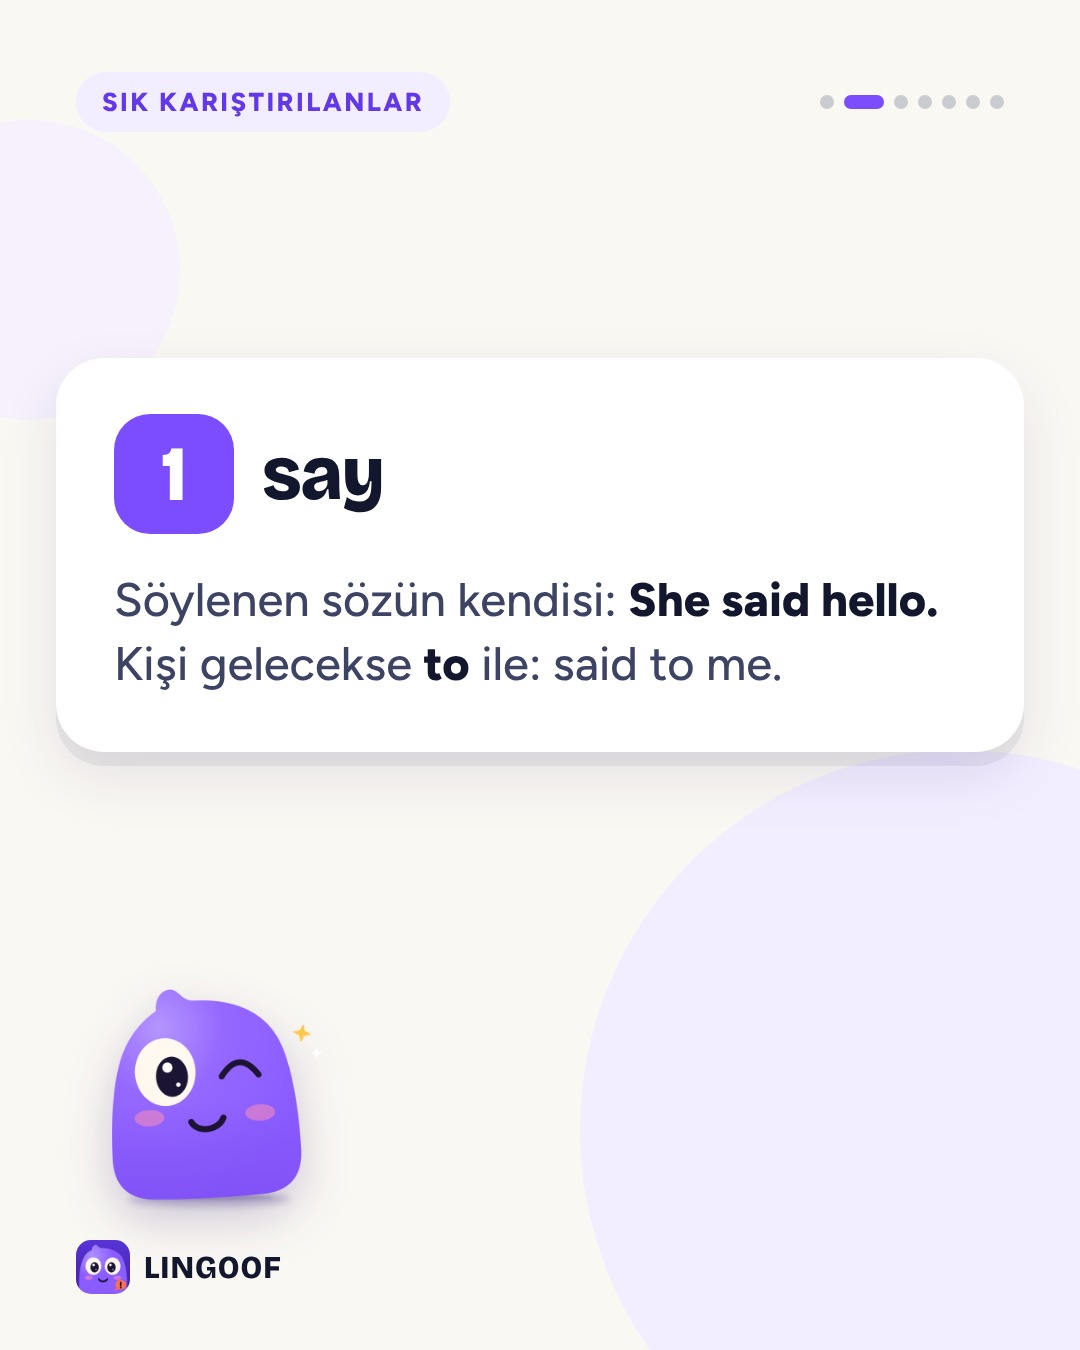 SIK KARIŞTIRILANLAR
1 say
Söylenen sözün kendisi: She said hello.
Kişi gelecekse to ile: said to me.
LINGOOF